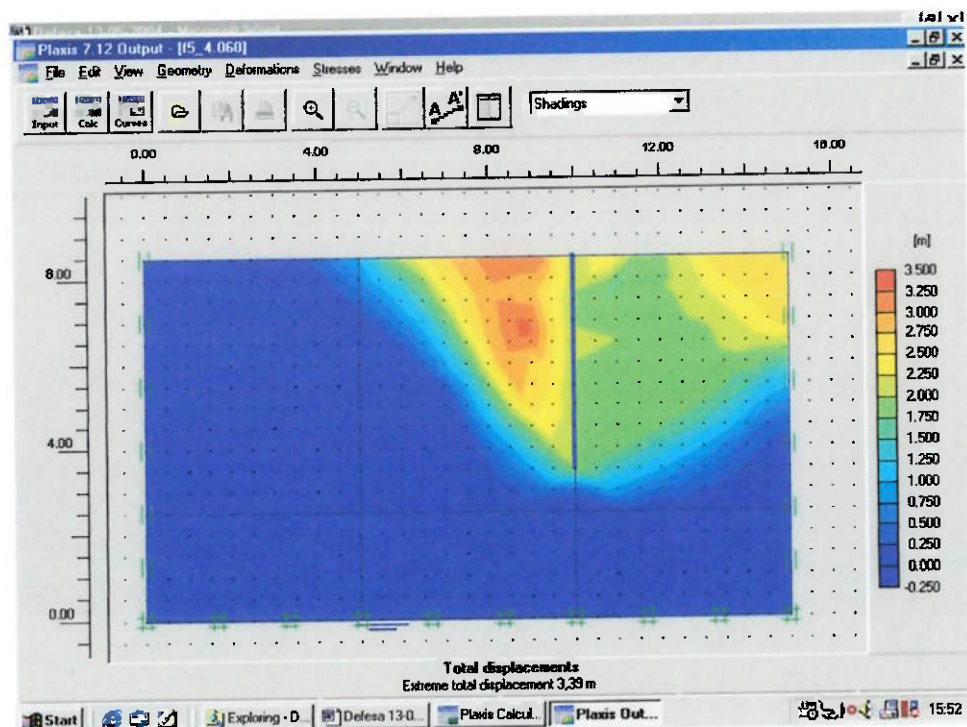 Plaxis 7.12 Output - [f5_4.060]
File Edit View Geometry Deformations Stresses Window Help
Input Calc Curves
Shadings
0.00 4.00 8.00 12.00 16.00
8.00
4.00
0.00
[m]
3.500
3.250
3.000
2.750
2.500
2.250
2.000
1.750
1.500
1.250
1.000
0.750
0.500
0.250
0.000
-0.250
Total displacements
Extreme total displacement 3,39 m
Start Exploring - D... Defesa 13-0... Plaxis Calcul... Plaxis Out... 15:52